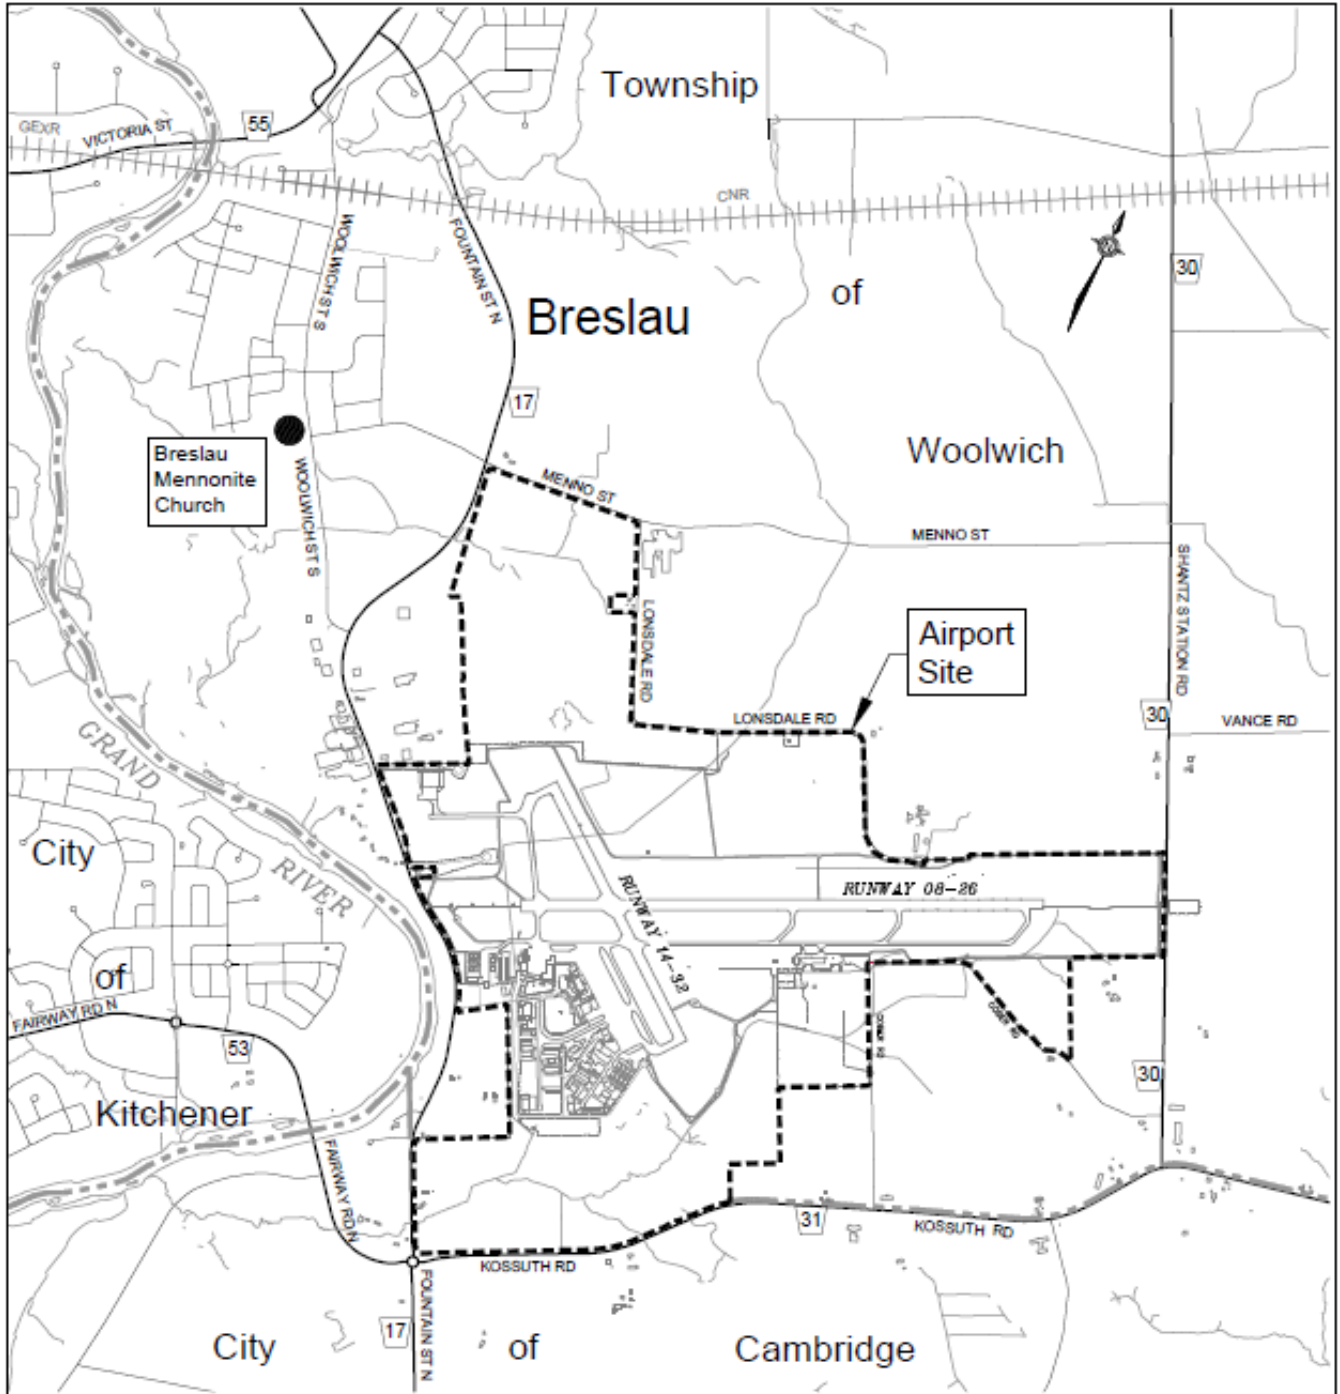 Township
GEXR
VICTORIA ST
55
CNR
WOOLWICH ST S
FOUNTAIN ST N
30
of
Breslau
17
Woolwich
Breslau
Mennonite
Church
WOOLWICH ST S
MENNO ST
MENNO ST
SHANTZ STATION RD
LONSDALE RD
Airport
Site
LONSDALE RD
30
VANCE RD
GRAND
RIVER
City
RUNWAY 08-26
RUNWAY 14-32
of
FAIRWAY RD N
53
30
Kitchener
FAIRWAY RD N
31
KOSSUTH RD
KOSSUTH RD
FOUNTAIN ST N
17
City
of
Cambridge